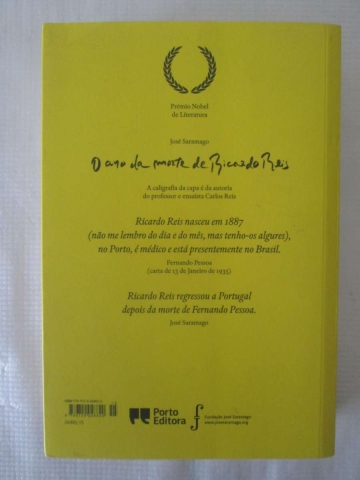 Prémio Nobel
de Literatura
José Saramago
O ano da morte de Ricardo Reis
A caligrafia da capa é da autoria
do professor e ensaísta Carlos Reis
Ricardo Reis nasceu em 1887
(não me lembro do dia e do mês, mas tenho-os algures),
no Porto, é médico e está presentemente no Brasil.
Fernando Pessoa
(carta de 13 de Janeiro de 1935)
Ricardo Reis regressou a Portugal
depois da morte de Fernando Pessoa.
José Saramago
Porto
Editora
Fundação José Saramago
www.josesaramago.org